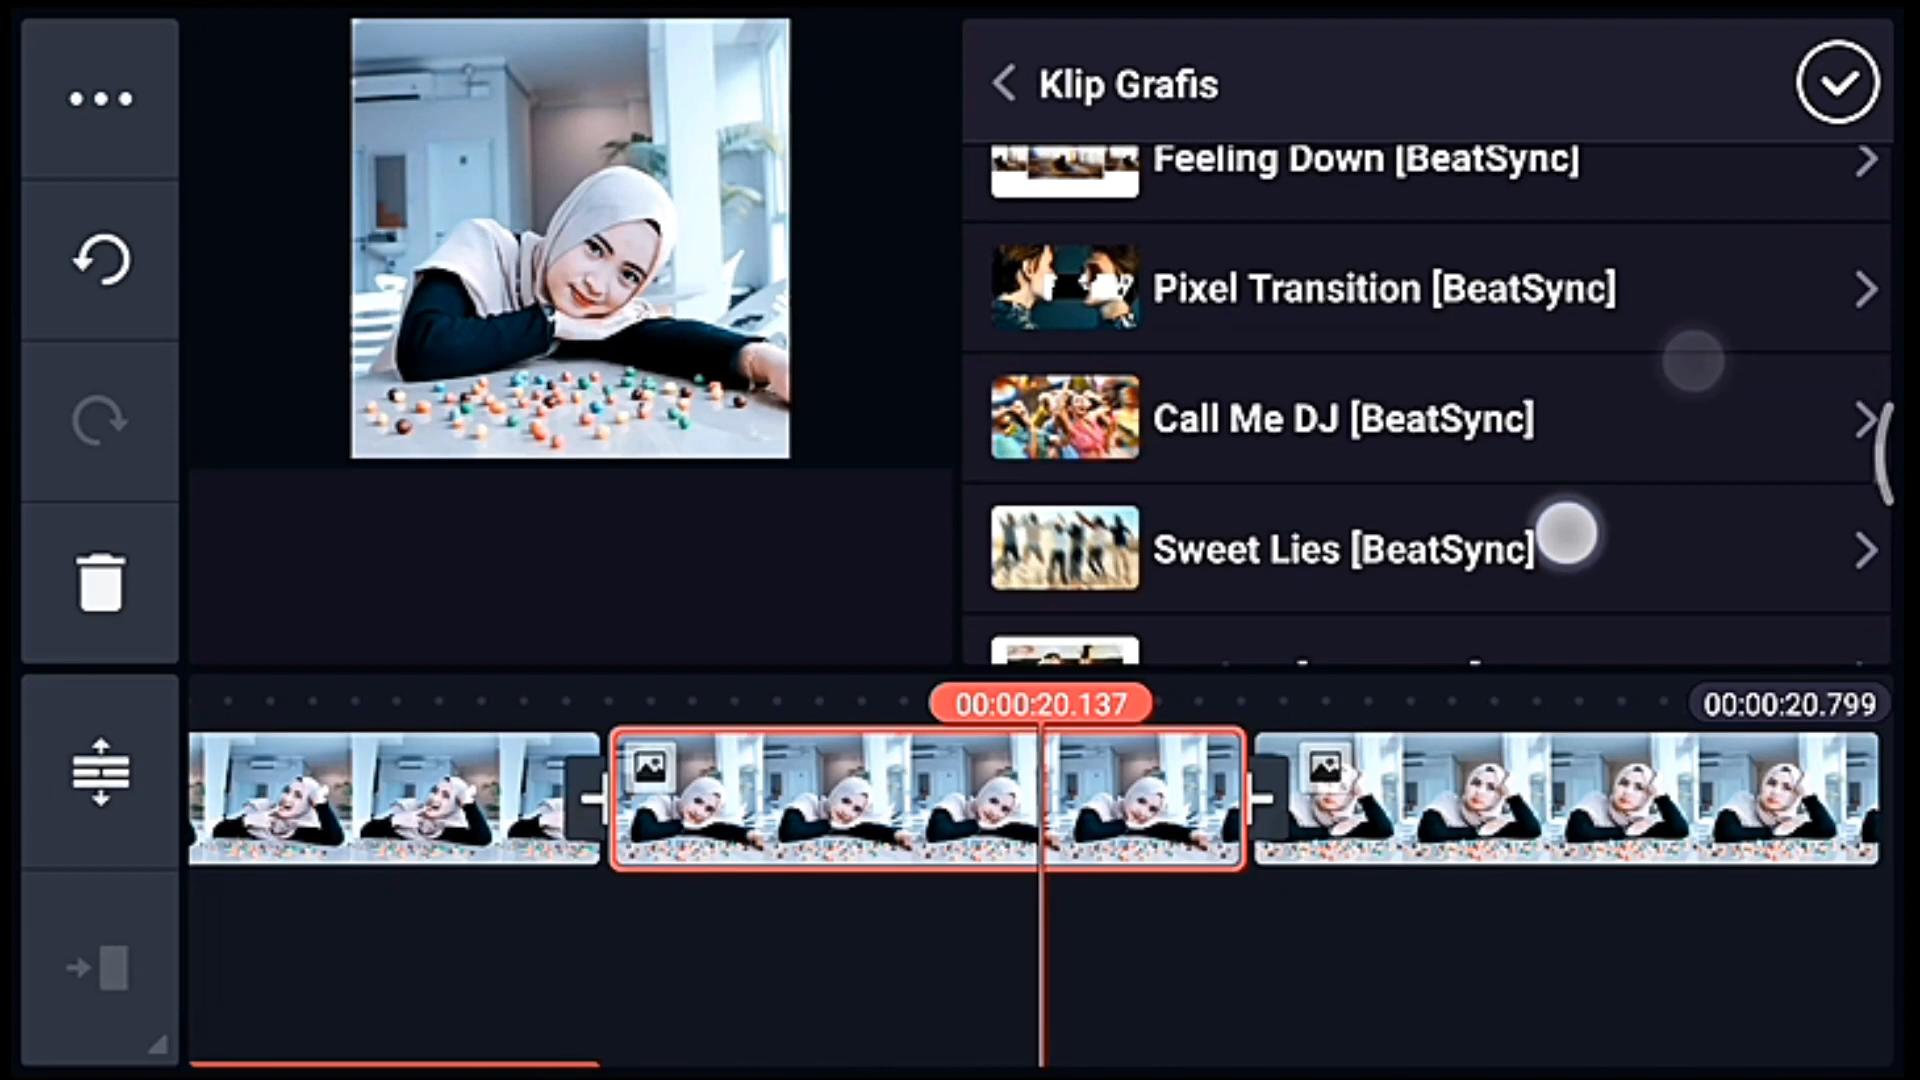 Klip Grafis
Feeling Down [BeatSync]
Pixel Transition [BeatSync]
Call Me DJ [BeatSync]
Sweet Lies [BeatSync]
00:00:20.137
00:00:20.799